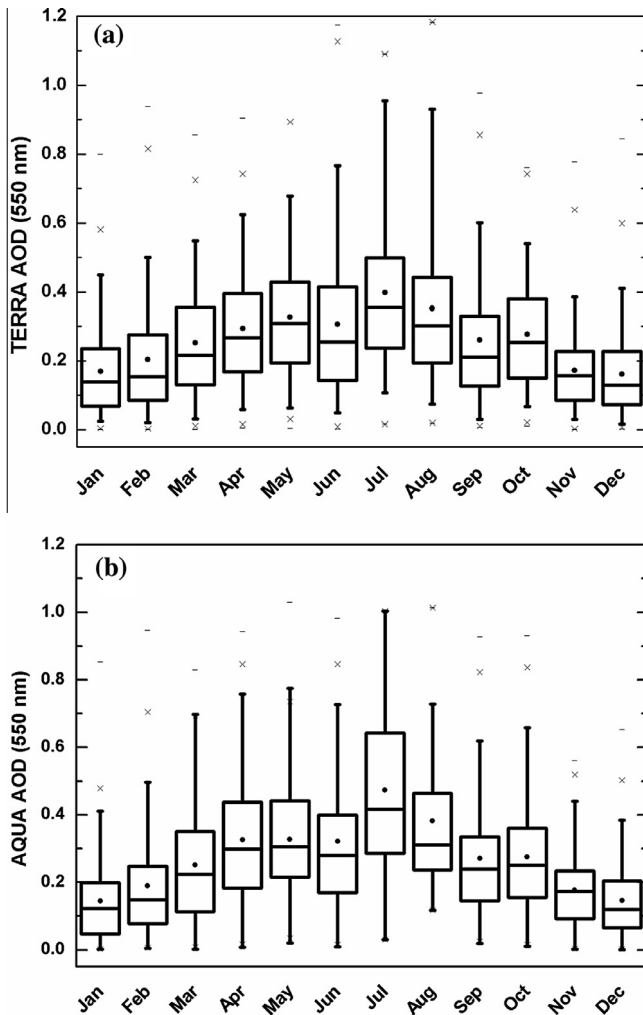 (a)
TERRA AOD (550 nm)
1.2
1.0
0.8
0.6
0.4
0.2
0.0
Jan Feb Mar Apr May Jun Jul Aug Sep Oct Nov Dec
(b)
AQUA AOD (550 nm)
1.2
1.0
0.8
0.6
0.4
0.2
0.0
Jan Feb Mar Apr May Jun Jul Aug Sep Oct Nov Dec